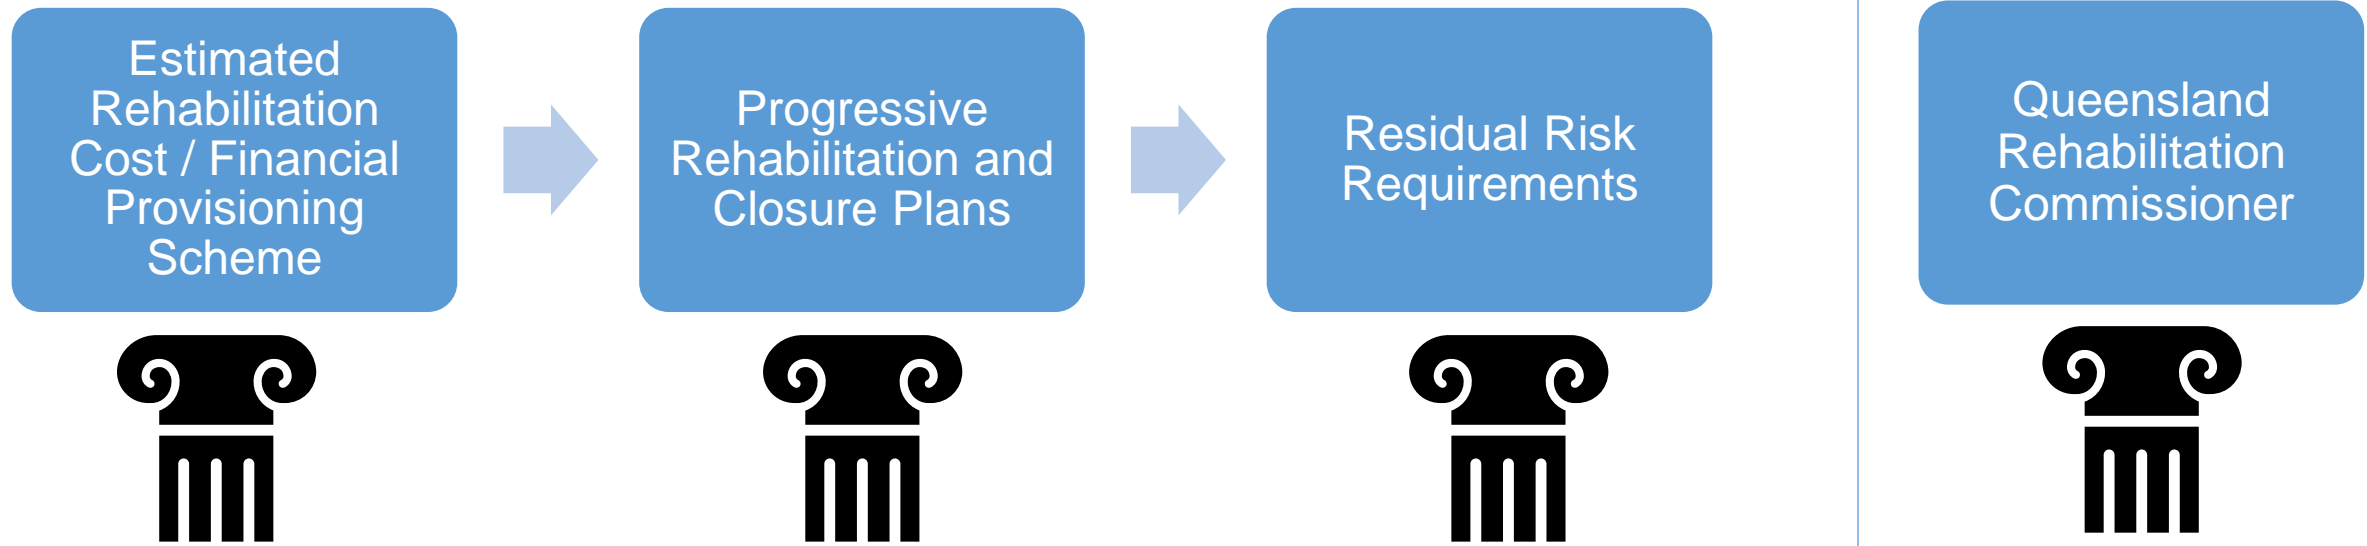 Estimated
Rehabilitation
Cost / Financial
Provisioning
Scheme
Progressive
Rehabilitation and
Closure Plans
Residual Risk
Requirements
Queensland
Rehabilitation
Commissioner